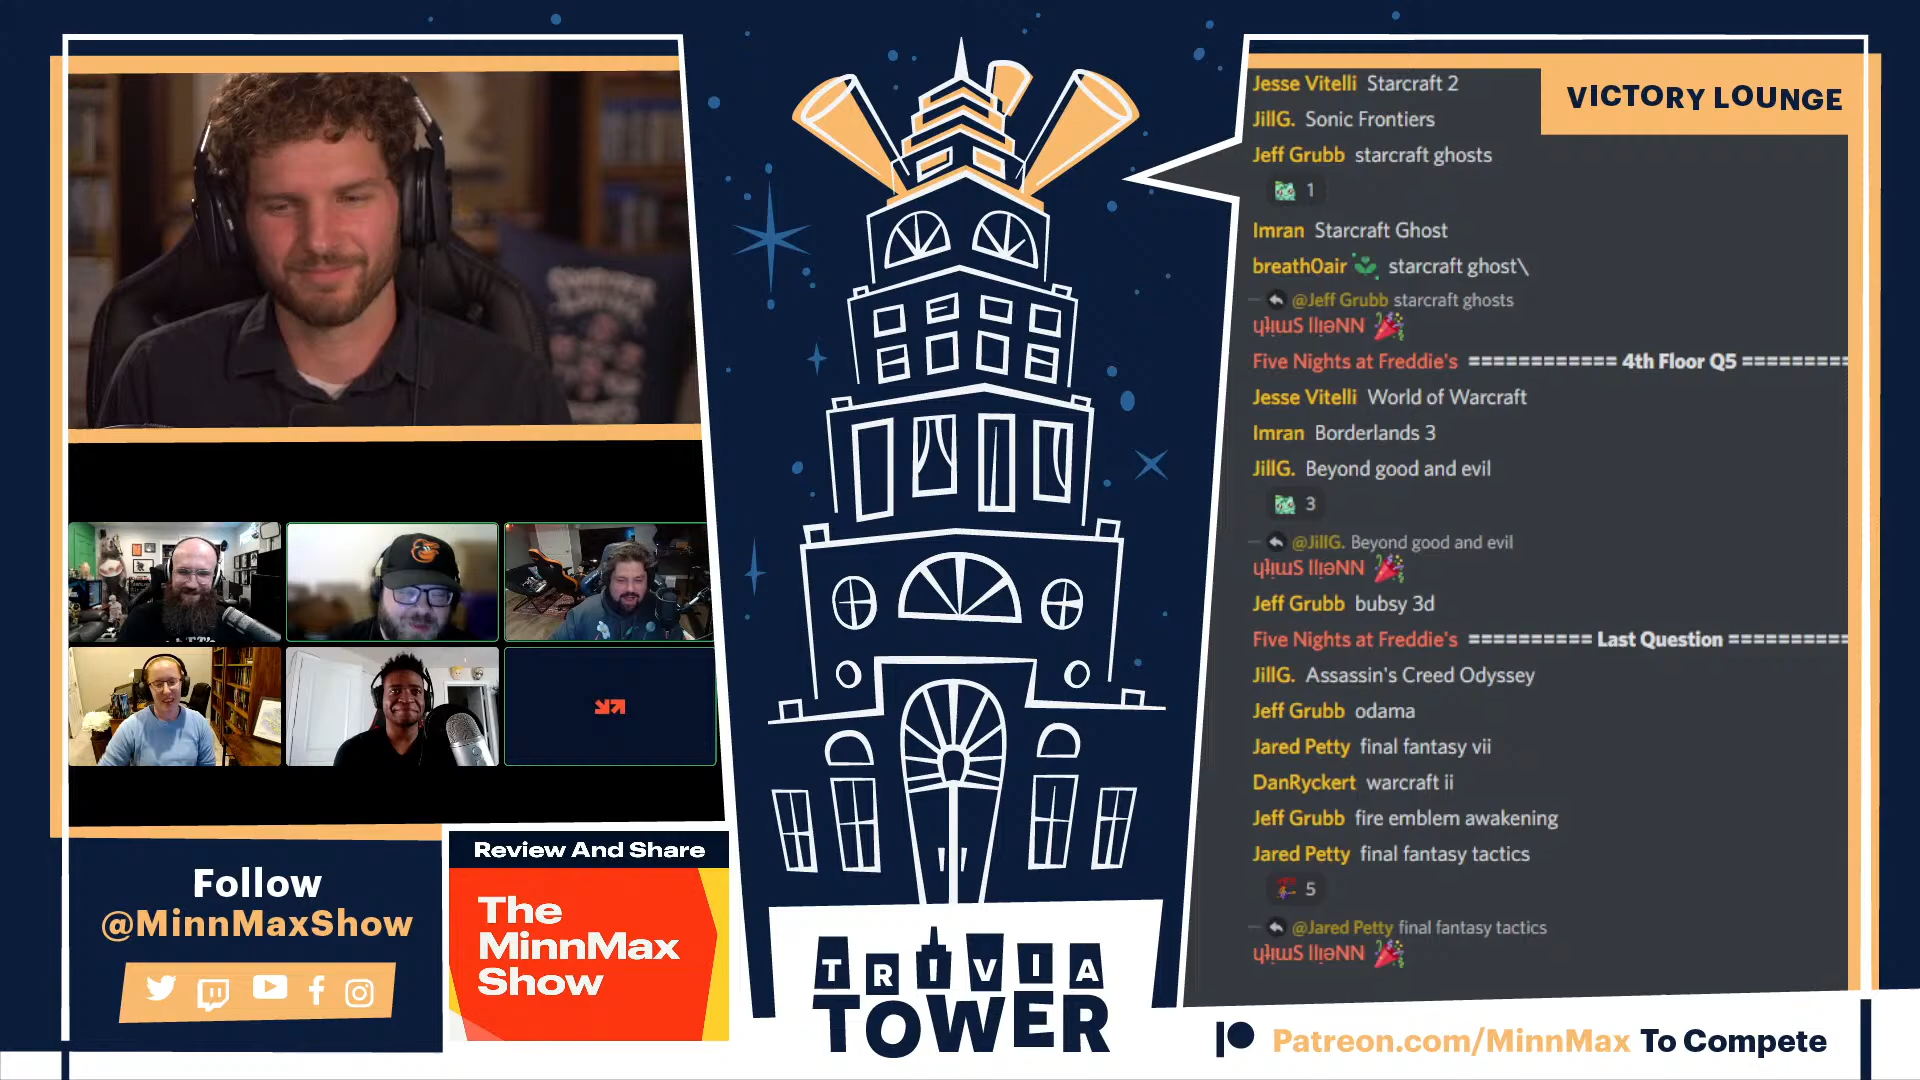 VICTORY LOUNGE
Jesse Vitelli Starcraft 2
JillG. Sonic Frontiers
Jeff Grubb starcraft ghosts
1
Imran Starcraft Ghost
breath0air starcraft ghost\
@Jeff Grubb starcraft ghosts
ɥʇᴉɯS llᴉǝNN
Five Nights at Freddie's ============ 4th Floor Q5 =========
Jesse Vitelli World of Warcraft
Imran Borderlands 3
JillG. Beyond good and evil
3
@JillG. Beyond good and evil
ɥʇᴉɯS llᴉǝNN
Jeff Grubb bubsy 3d
Five Nights at Freddie's ========== Last Question ==========
JillG. Assassin's Creed Odyssey
Jeff Grubb odama
Jared Petty final fantasy vii
DanRyckert warcraft ii
Jeff Grubb fire emblem awakening
Jared Petty final fantasy tactics
5
@Jared Petty final fantasy tactics
ɥʇᴉɯS llᴉǝNN
Follow
@MinnMaxShow
Review And Share
The
MinnMax
Show
TRIVIA
TOWER
Patreon.com/MinnMax To Compete